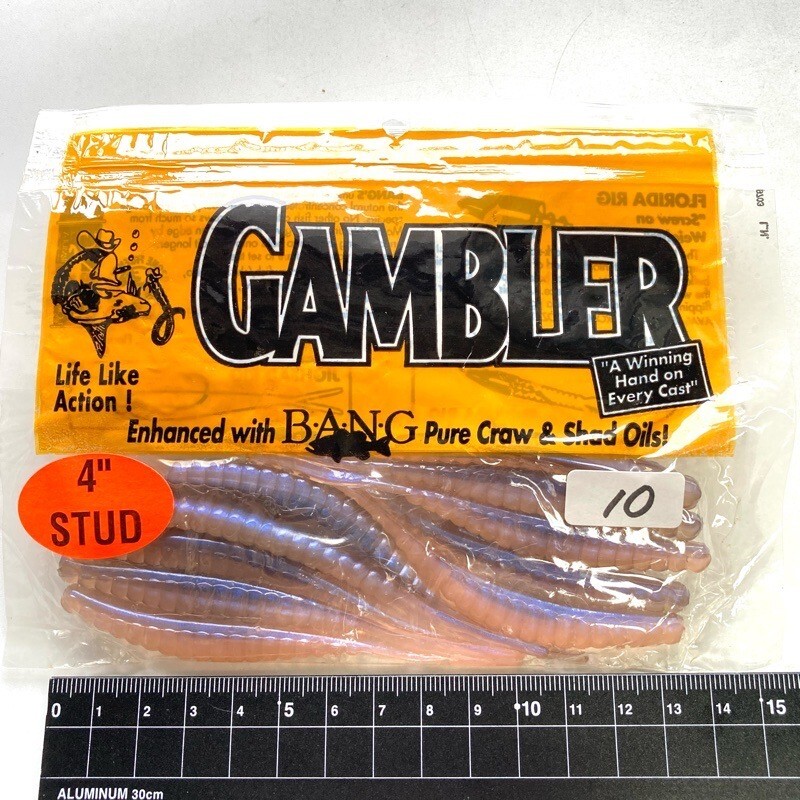 GAMBLER
"A Winning
Hand on
Every Cast"
Life Like
Action !
Enhanced with B·A·N·G Pure Craw & Shad Oils!
4"
STUD
10
FLORIDA RIG
"Screw on
0 1 2 3 4 5 6 7 8 9 10 11 12 13 14 15
ALUMINUM 30cm